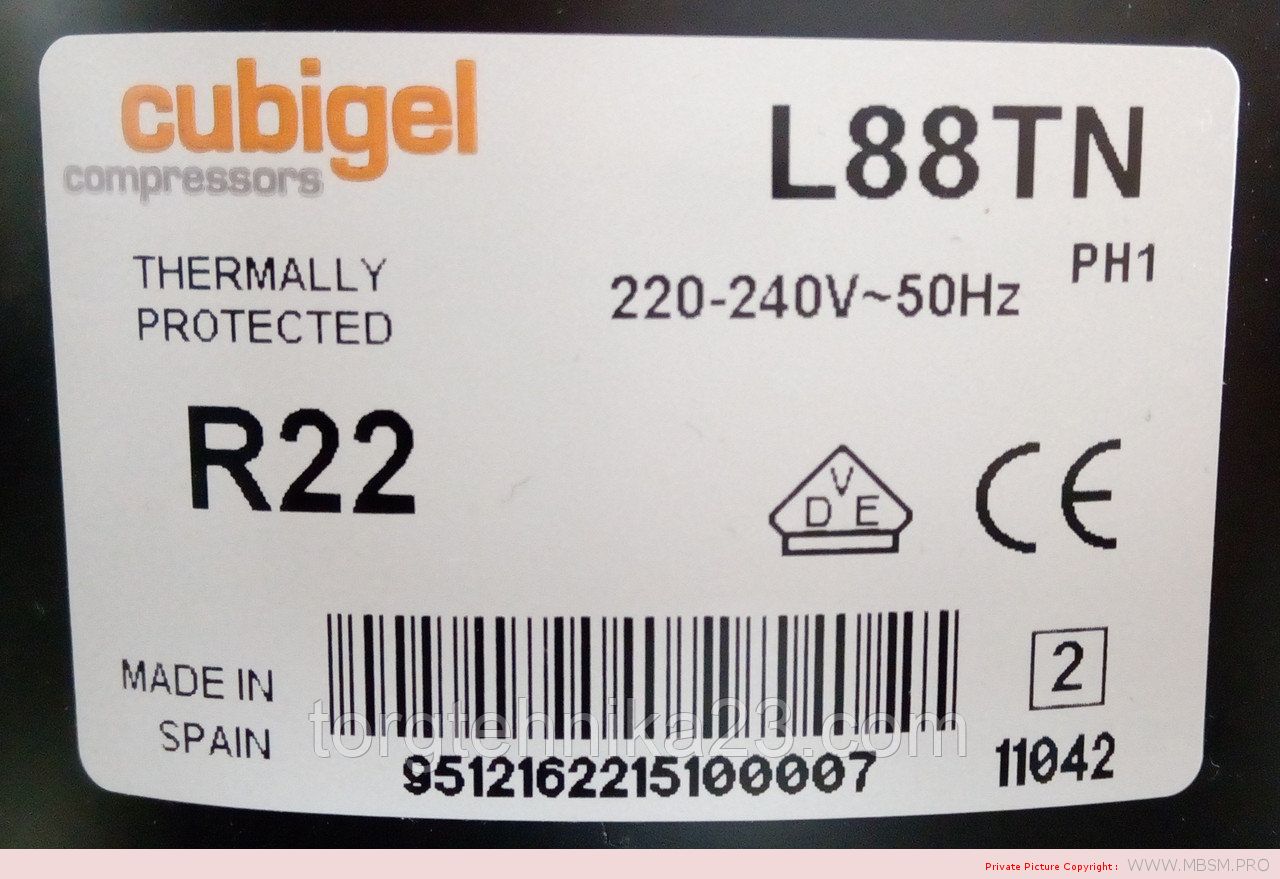 cubigel
compressors
L88TN
PH1
THERMALLY
PROTECTED
220-240V~50Hz
R22
V
D E
CE
MADE IN
SPAIN
2
torgtehnika23.com
9512162215100007
11042
Private Picture Copyright : WWW.MBSM.PRO